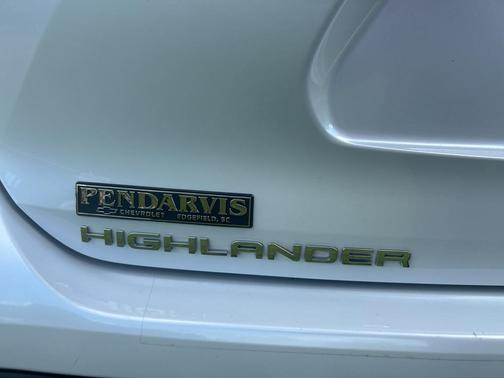 PENDARVIS
CHEVROLET EDGEFIELD, SC
HIGHLANDER